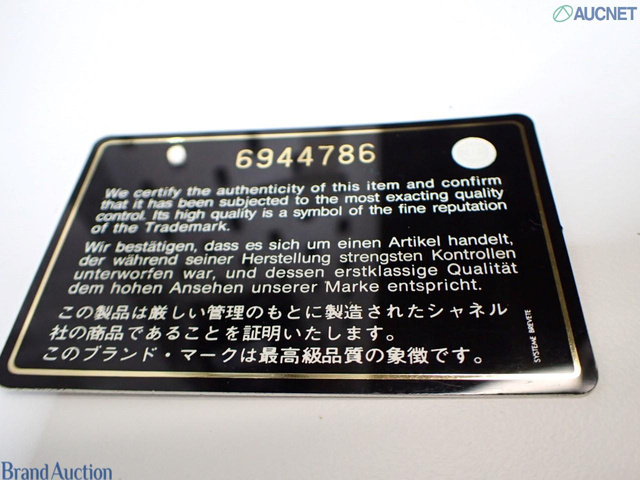 AUCNET
6944786
We certify the authenticity of this item and confirm
that it has been subjected to the most exacting quality
control. Its high quality is a symbol of the fine reputation
of the Trademark.
Wir bestätigen, dass es sich um einen Artikel handelt,
der während seiner Herstellung strengsten Kontrollen
unterworfen war, und dessen erstklassige Qualität
dem hohen Ansehen unserer Marke entspricht.
この製品は厳しい管理のもとに製造されたシャネル
社の商品であることを証明いたします。
このブランド・マークは最高級品質の象徴です。
SYSTEME BREVETE
Brand Auction